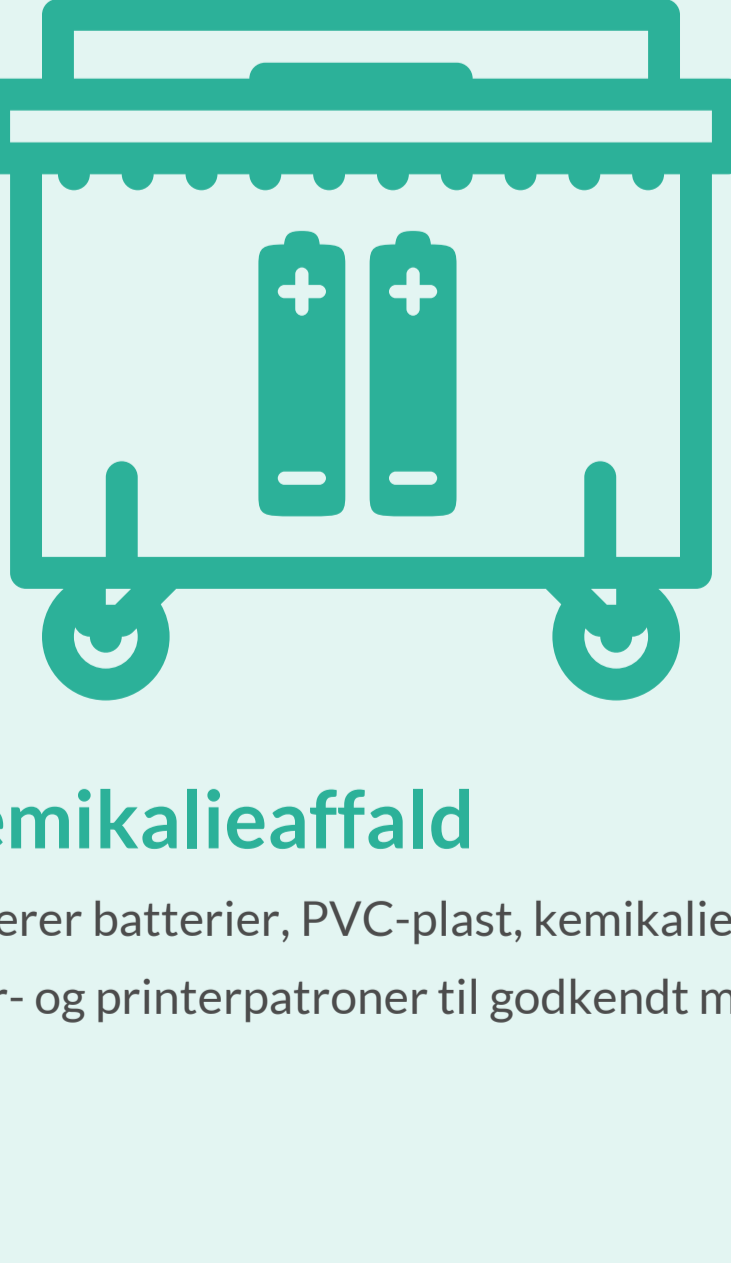 emikalieaffald
erer batterier, PVC-plast, kemikalie
r- og printerpatroner til godkendt m